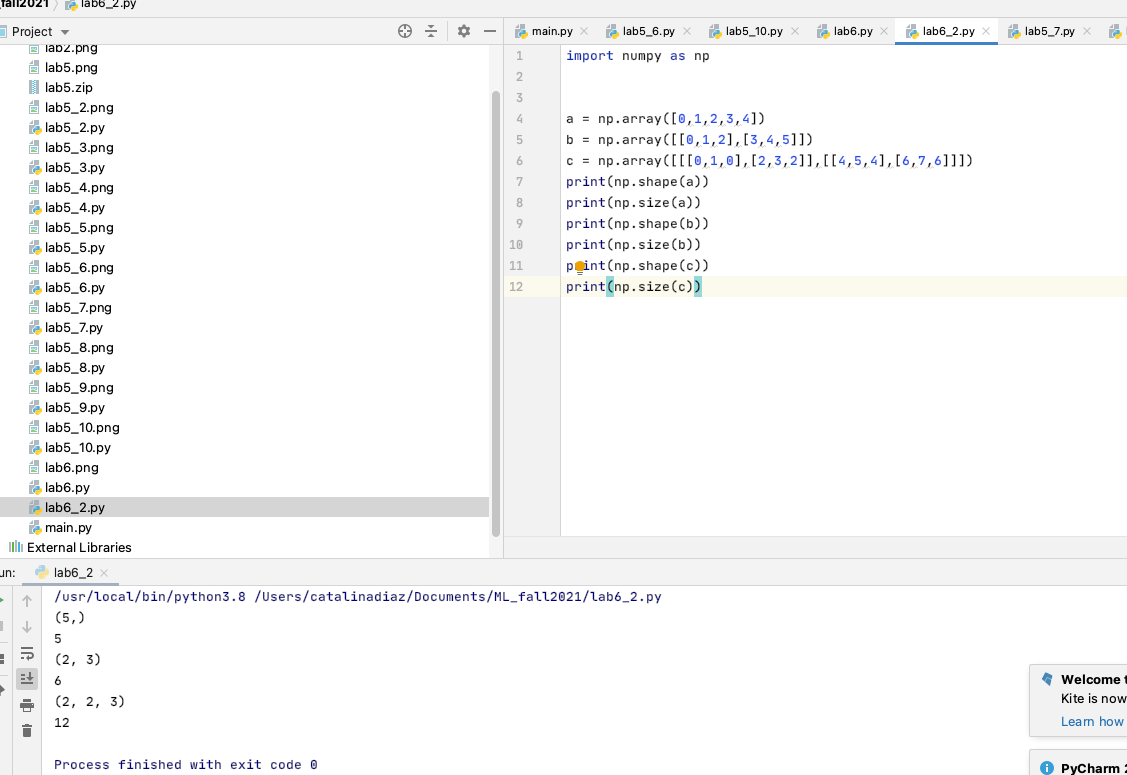 fall2021 lab6_2.py
Project
lab2.png
lab5.png
lab5.zip
lab5_2.png
lab5_2.py
lab5_3.png
lab5_3.py
lab5_4.png
lab5_4.py
lab5_5.png
lab5_5.py
lab5_6.png
lab5_6.py
lab5_7.png
lab5_7.py
lab5_8.png
lab5_8.py
lab5_9.png
lab5_9.py
lab5_10.png
lab5_10.py
lab6.png
lab6.py
lab6_2.py
main.py
External Libraries
main.py lab5_6.py lab5_10.py lab6.py lab6_2.py lab5_7.py
1 import numpy as np
2
3
4 a = np.array([0,1,2,3,4])
5 b = np.array([[0,1,2],[3,4,5]])
6 c = np.array([[[0,1,0],[2,3,2]],[[4,5,4],[6,7,6]]])
7 print(np.shape(a))
8 print(np.size(a))
9 print(np.shape(b))
10 print(np.size(b))
11 print(np.shape(c))
12 print(np.size(c))
un: lab6_2
/usr/local/bin/python3.8 /Users/catalinadiaz/Documents/ML_fall2021/lab6_2.py
(5,)
5
(2, 3)
6
(2, 2, 3)
12
Process finished with exit code 0
Welcome t
Kite is now
Learn how
PyCharm 2